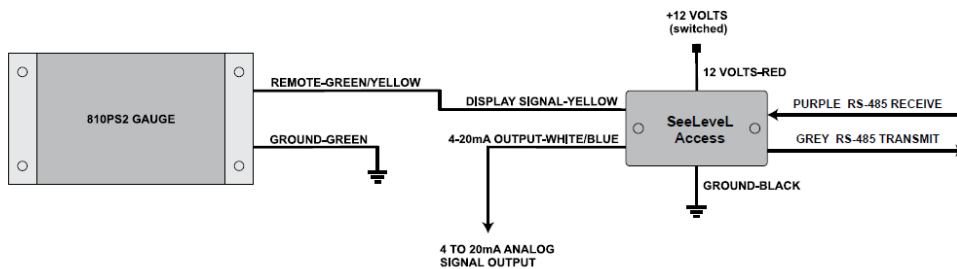 +12 VOLTS
(switched)
12 VOLTS-RED
REMOTE-GREEN/YELLOW
DISPLAY SIGNAL-YELLOW
PURPLE RS-485 RECEIVE
810PS2 GAUGE
SeeLeveL
Access
GROUND-GREEN
4-20mA OUTPUT-WHITE/BLUE
GREY RS-485 TRANSMIT
GROUND-BLACK
4 TO 20mA ANALOG
SIGNAL OUTPUT